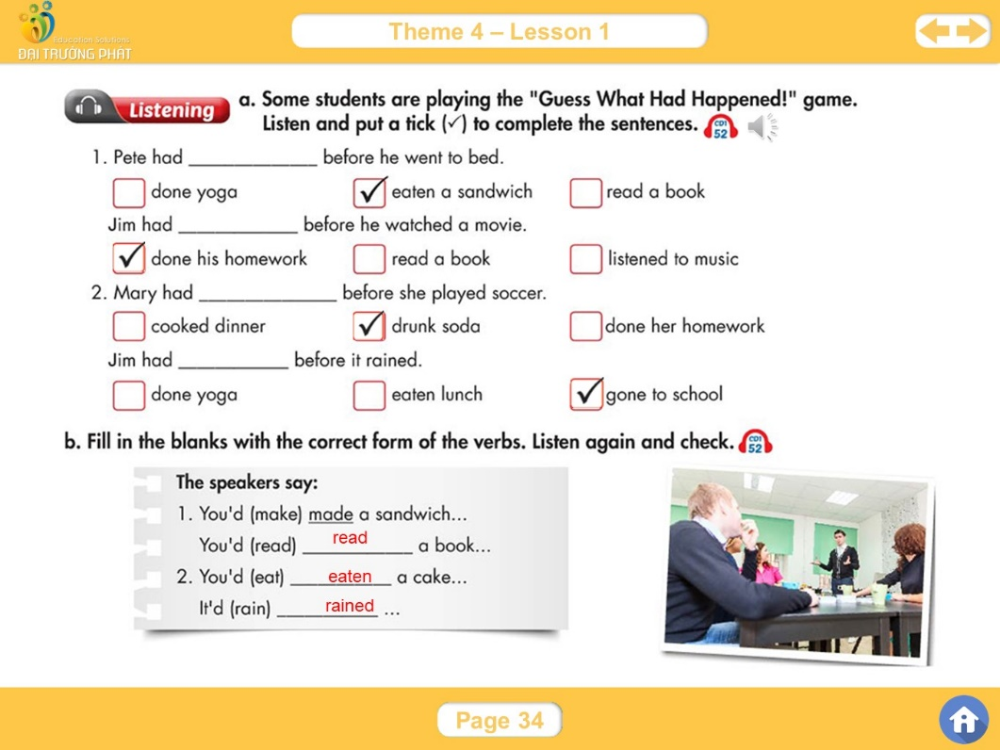 Theme 4 – Lesson 1
Education Solutions
ĐẠI TRƯỜNG PHÁT
Listening
a. Some students are playing the "Guess What Had Happened!" game.
Listen and put a tick (✓) to complete the sentences.
CD1
52
1. Pete had ______________ before he went to bed.
done yoga
eaten a sandwich
read a book
Jim had _____________ before he watched a movie.
done his homework
read a book
listened to music
2. Mary had _______________ before she played soccer.
cooked dinner
drunk soda
done her homework
Jim had ____________ before it rained.
done yoga
eaten lunch
gone to school
b. Fill in the blanks with the correct form of the verbs. Listen again and check.
CD1
52
The speakers say:
1. You'd (make) made a sandwich...
You'd (read) read a book...
2. You'd (eat) eaten a cake...
It'd (rain) rained ...
Page 34